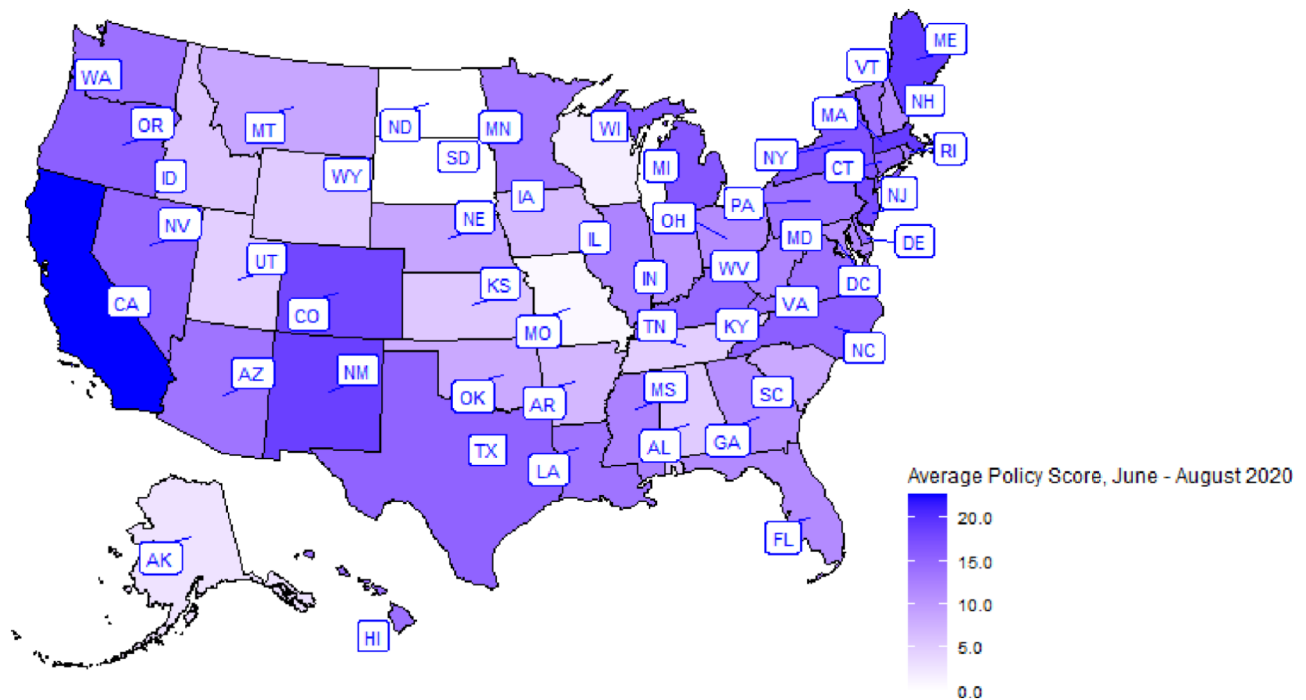 ME
VT
WA
NH
MA
OR
MT
ND
MN
WI
NY
RI
SD
MI
CT
ID
WY
IA
PA
NJ
NV
NE
OH
IL
MD
DE
UT
WV
KS
IN
DC
CA
CO
VA
MO
TN
KY
NC
AZ
NM
MS
OK
AR
SC
TX
AL
GA
LA
Average Policy Score, June - August 2020
20.0
15.0
10.0
5.0
0.0
FL
AK
HI